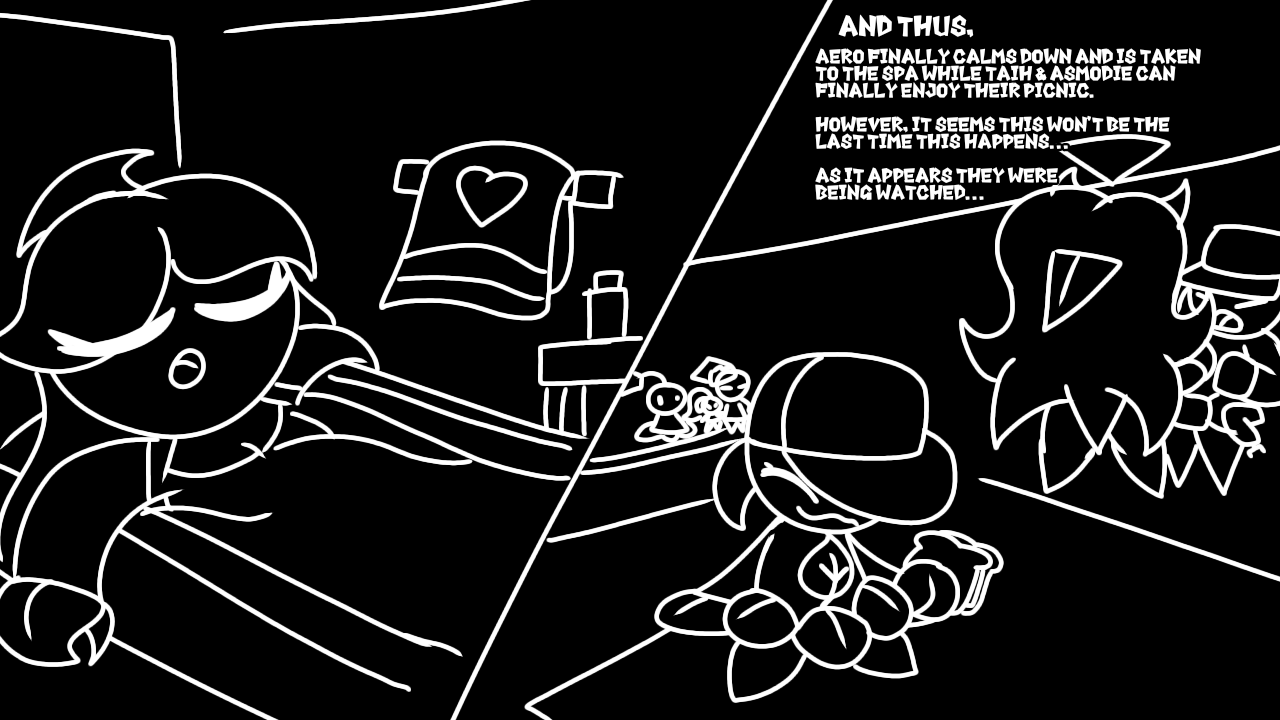 AND THUS,
AERO FINALLY CALMS DOWN AND IS TAKEN
TO THE SPA WHILE TAIH & ASMODIE CAN
FINALLY ENJOY THEIR PICNIC.
HOWEVER, IT SEEMS THIS WON'T BE THE
LAST TIME THIS HAPPENS...
AS IT APPEARS THEY WERE
BEING WATCHED...